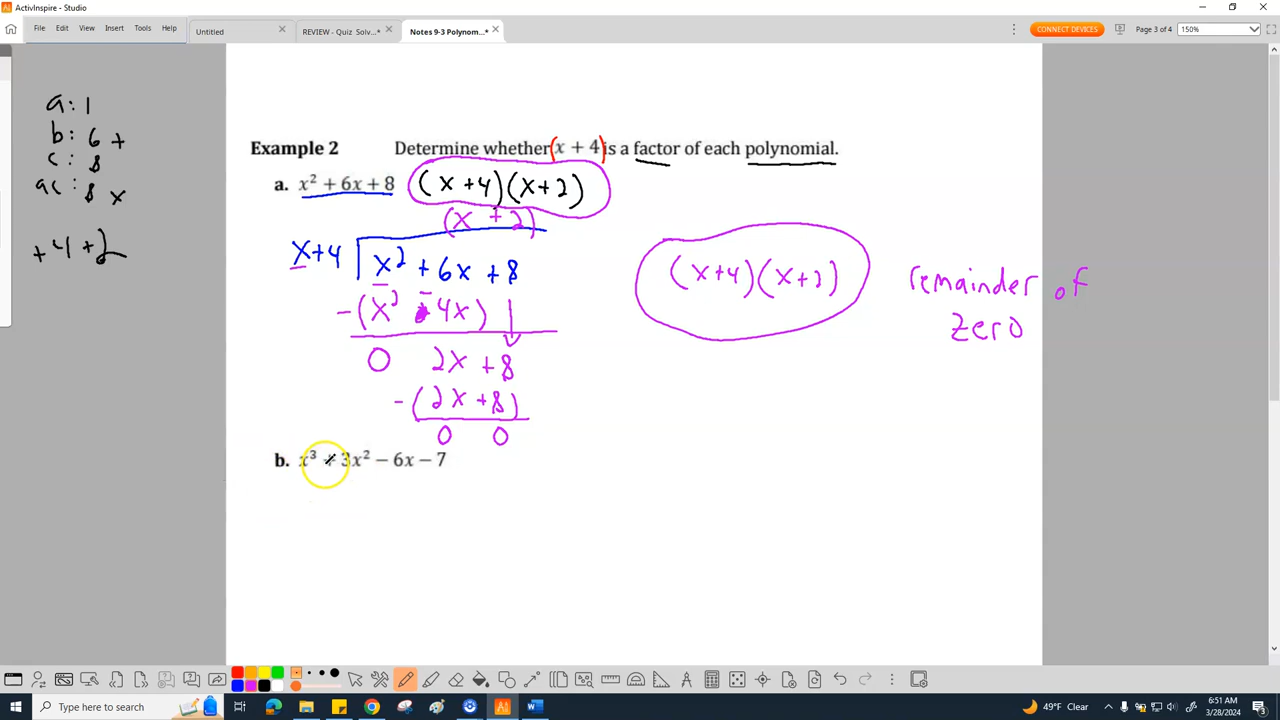 ActivInspire - Studio
File Edit View Insert Tools Help
Untitled
REVIEW - Quiz Solv...*
Notes 9-3 Polynom...*
CONNECT DEVICES
Page 3 of 4
150%
a: 1
b: 6 +
c: 8
ac: 8 x
+4 +2
Example 2 Determine whether (x + 4) is a factor of each polynomial.
a. x² + 6x + 8 (x +4)(x+2)
(x + 2)
x+4 x² + 6x + 8
-(x² 4x)
0 2x +8
-(2x +8)
0 0
(x+4)(x+2)
remainder of
zero
b. x³ + 3x² − 6x − 7
Type here to search
49°F Clear
6:51 AM
3/28/2024
3